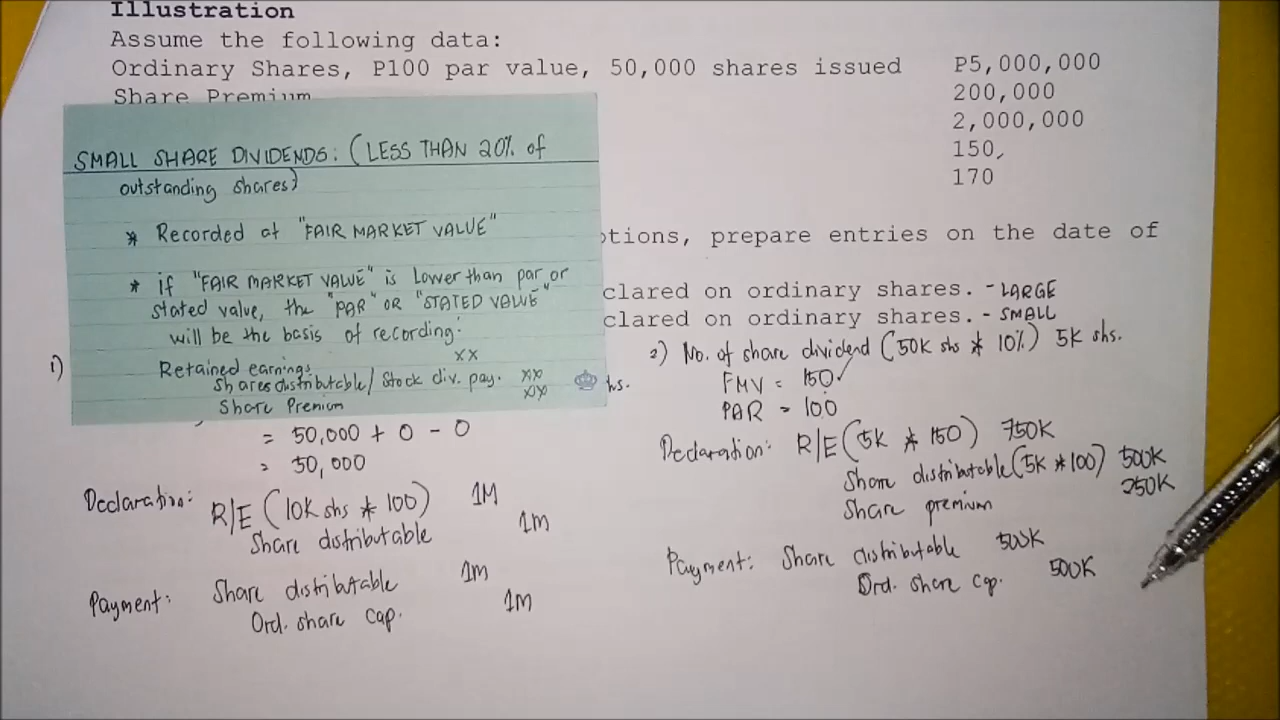 Illustration
Assume the following data:
Ordinary Shares, P100 par value, 50,000 shares issued P5,000,000
Share Premium 200,000
2,000,000
150
170
SMALL SHARE DIVIDENDS: (LESS THAN 20% of
outstanding shares)
* Recorded at "FAIR MARKET VALUE"
* if "FAIR MARKET VALUE" is lower than par or
stated value, the "PAR" OR "STATED VALUE"
will be the basis of recording:
Retained earnings xx
Shares distributable/ Stock div. pay. xx
Share Premium xx
tions, prepare entries on the date of
clared on ordinary shares. - LARGE
clared on ordinary shares. - SMALL
1)
hs.
= 50,000 + 0 - 0
= 50,000
Declaration: R/E (10K shs * 100) 1M
Share distributable 1m
Payment: Share distributable 1m
Ord. share cap. 1M
2) No. of share dividend (50K shs * 10%) 5K shs.
FMV = 150 ✓
PAR = 100
Declaration: R/E (5K * 150) 750K
Share distributable (5K * 100) 500K
Share premium 250K
Payment: Share distributable 500K
Ord. share cap. 500K